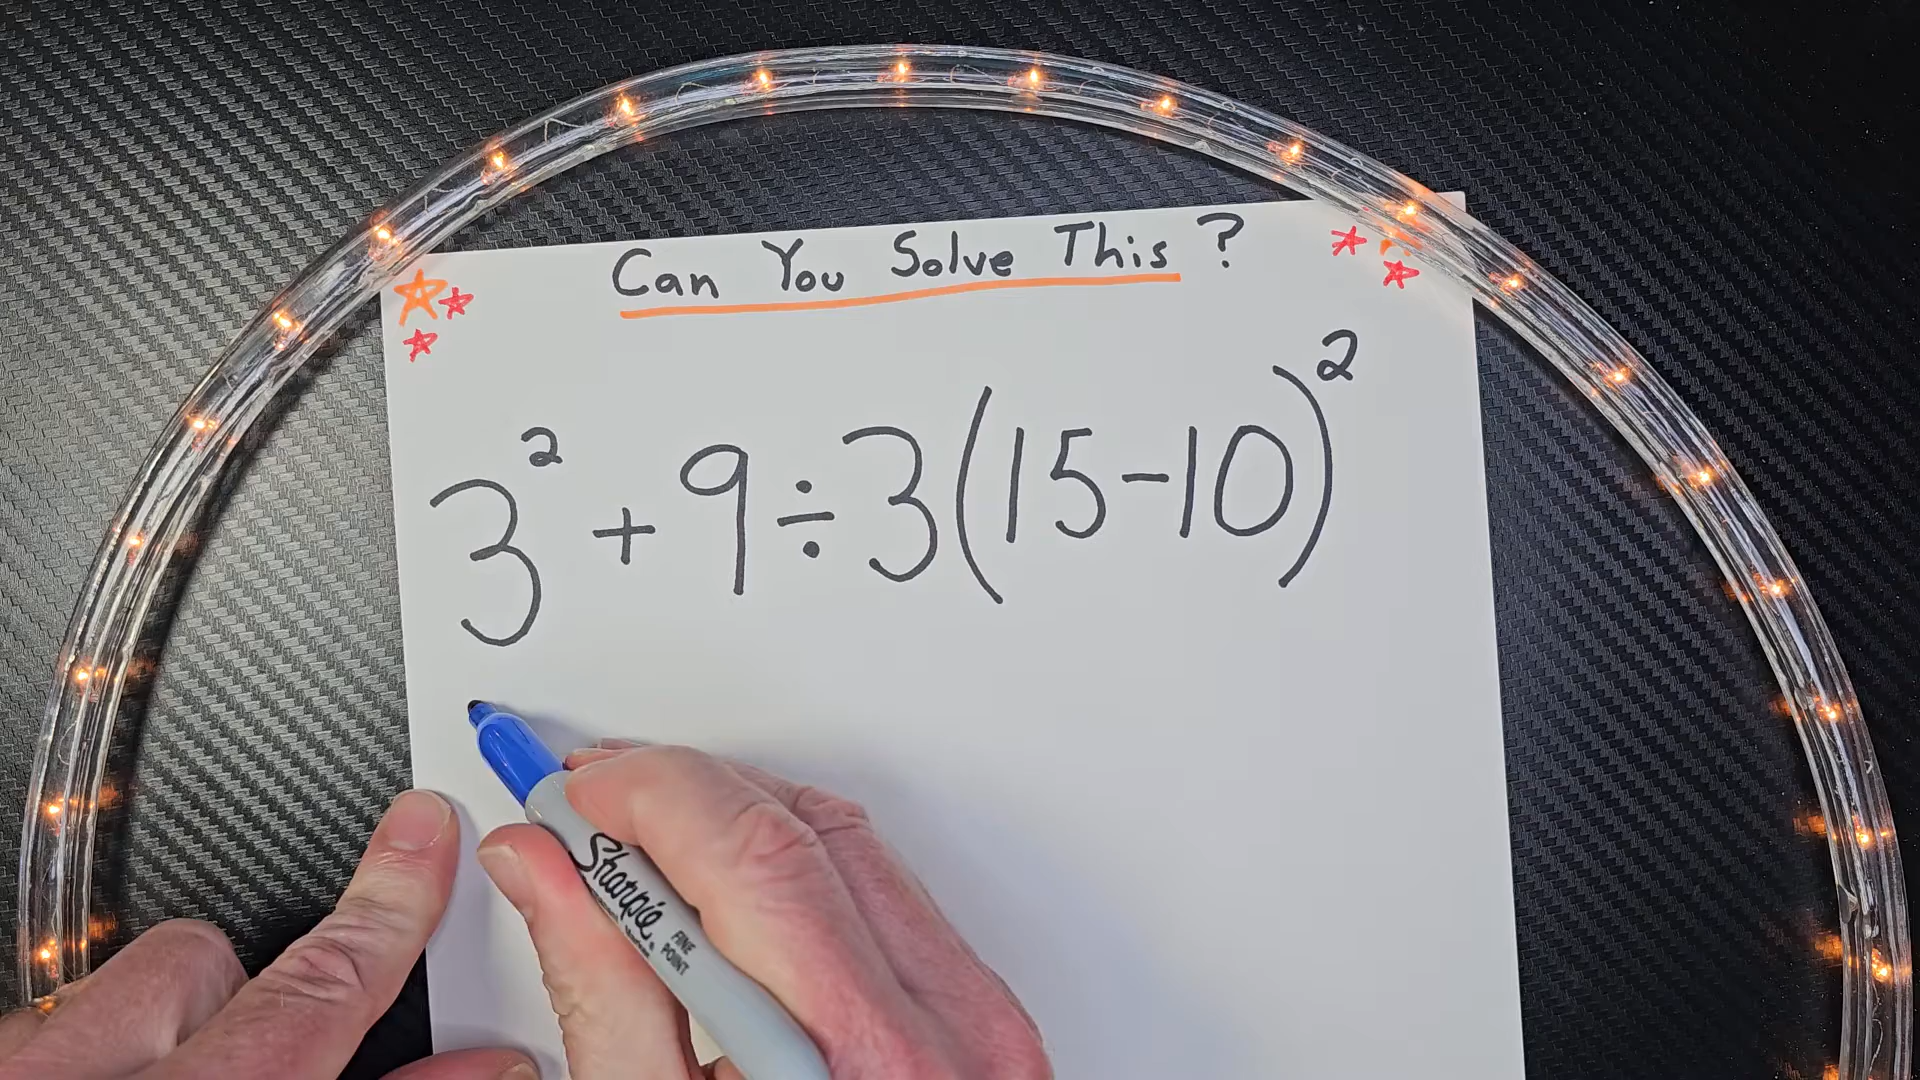 Can You Solve This?
3² + 9 ÷ 3(15-10)²
Sharpie.
FINE
POINT